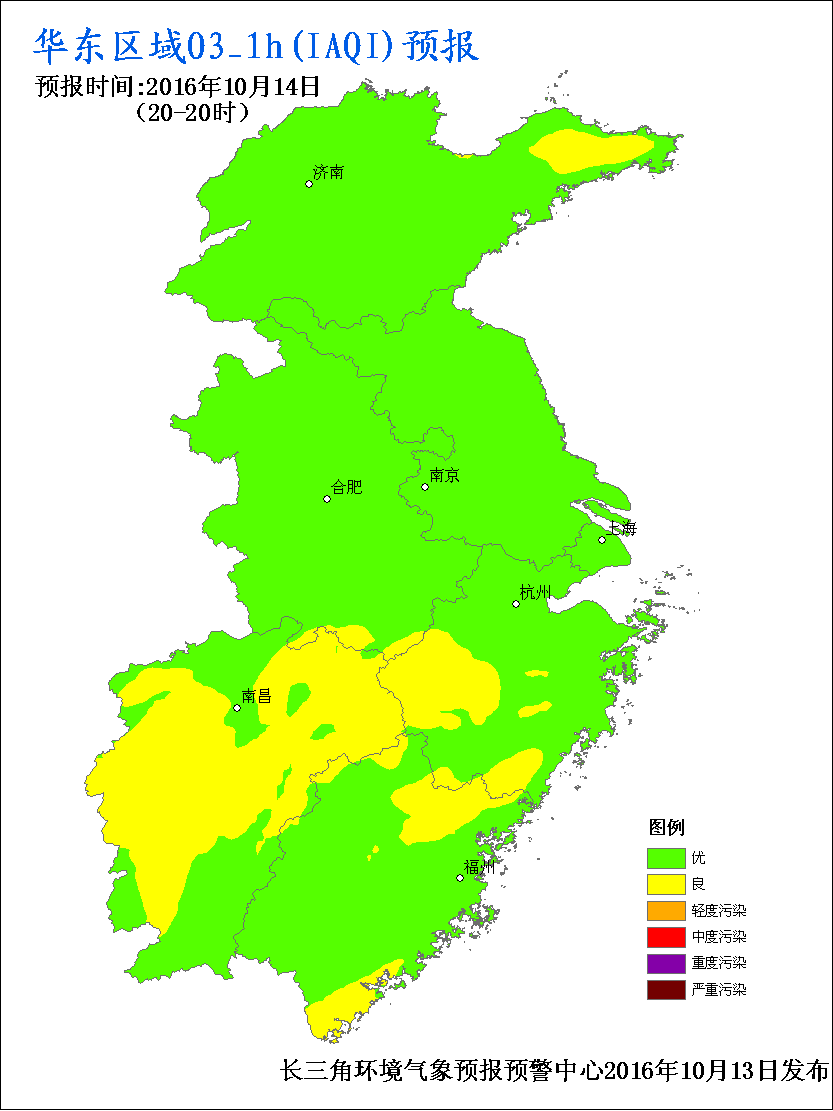 华东区域O3_1h(IAQI)预报
预报时间:2016年10月14日
(20-20时)
济南
南京
合肥
上海
杭州
南昌
福州
图例
优
良
轻度污染
中度污染
重度污染
严重污染
长三角环境气象预报预警中心2016年10月13日发布